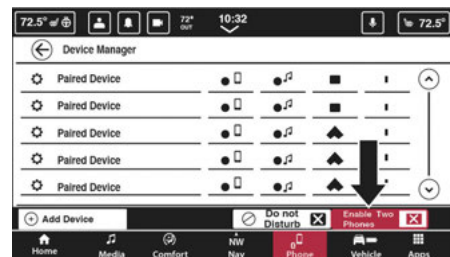 72.5° 72° OUT 10:32 72.5°
Device Manager
Paired Device
Paired Device
Paired Device
Paired Device
Paired Device
Add Device Do not Disturb Enable Two Phones
Home Media Comfort NW Nav 0 Phone Vehicle Apps